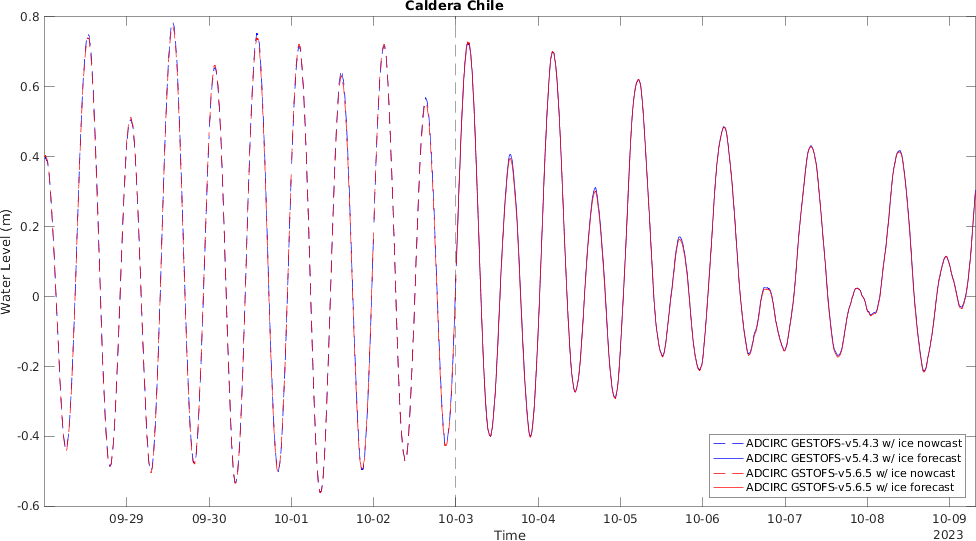 Caldera Chile
0.8
0.6
0.4
0.2
0
-0.2
-0.4
-0.6
Water Level (m)
ADCIRC GESTOFS-v5.4.3 w/ ice nowcast
ADCIRC GESTOFS-v5.4.3 w/ ice forecast
ADCIRC GSTOFS-v5.6.5 w/ ice nowcast
ADCIRC GSTOFS-v5.6.5 w/ ice forecast
09-29 09-30 10-01 10-02 10-03 10-04 10-05 10-06 10-07 10-08 10-09
Time
2023